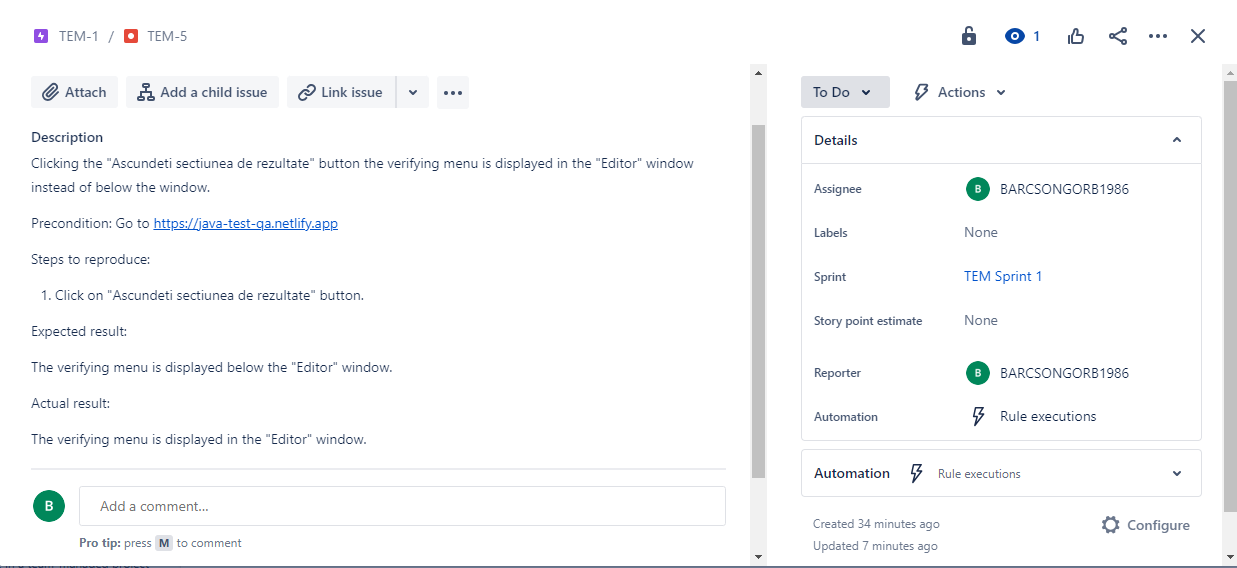 TEM-1 / TEM-5
1
Attach
Add a child issue
Link issue
Description
Clicking the "Ascundeti sectiunea de rezultate" button the verifying menu is displayed in the "Editor" window
instead of below the window.
Precondition: Go to https://java-test-qa.netlify.app
Steps to reproduce:
1. Click on "Ascundeti sectiunea de rezultate" button.
Expected result:
The verifying menu is displayed below the "Editor" window.
Actual result:
The verifying menu is displayed in the "Editor" window.
B
Add a comment...
Pro tip: press M to comment
To Do
Actions
Details
Assignee
B BARCSONGORB1986
Labels
None
Sprint
TEM Sprint 1
Story point estimate
None
Reporter
B BARCSONGORB1986
Automation
Rule executions
Automation
Rule executions
Created 34 minutes ago
Updated 7 minutes ago
Configure